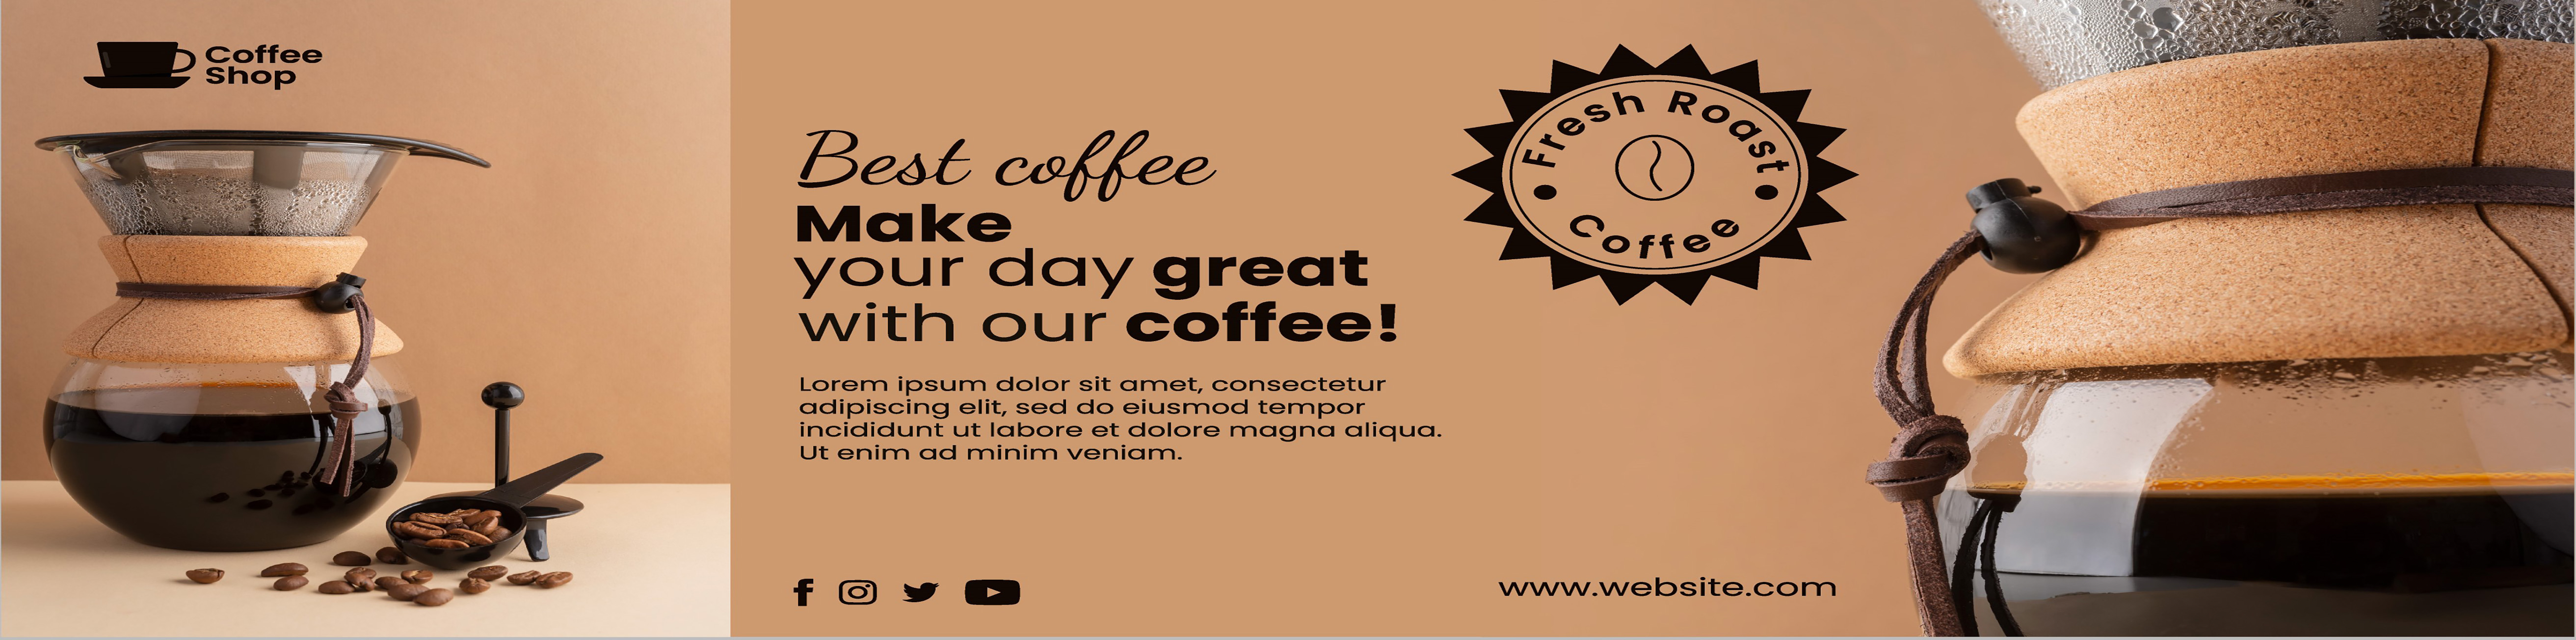 Coffee
Shop
Best coffee
Make
your day great
with our coffee!
Lorem ipsum dolor sit amet, consectetur
adipiscing elit, sed do eiusmod tempor
incididunt ut labore et dolore magna aliqua.
Ut enim ad minim veniam.
Fresh Roast
Coffee
www.website.com